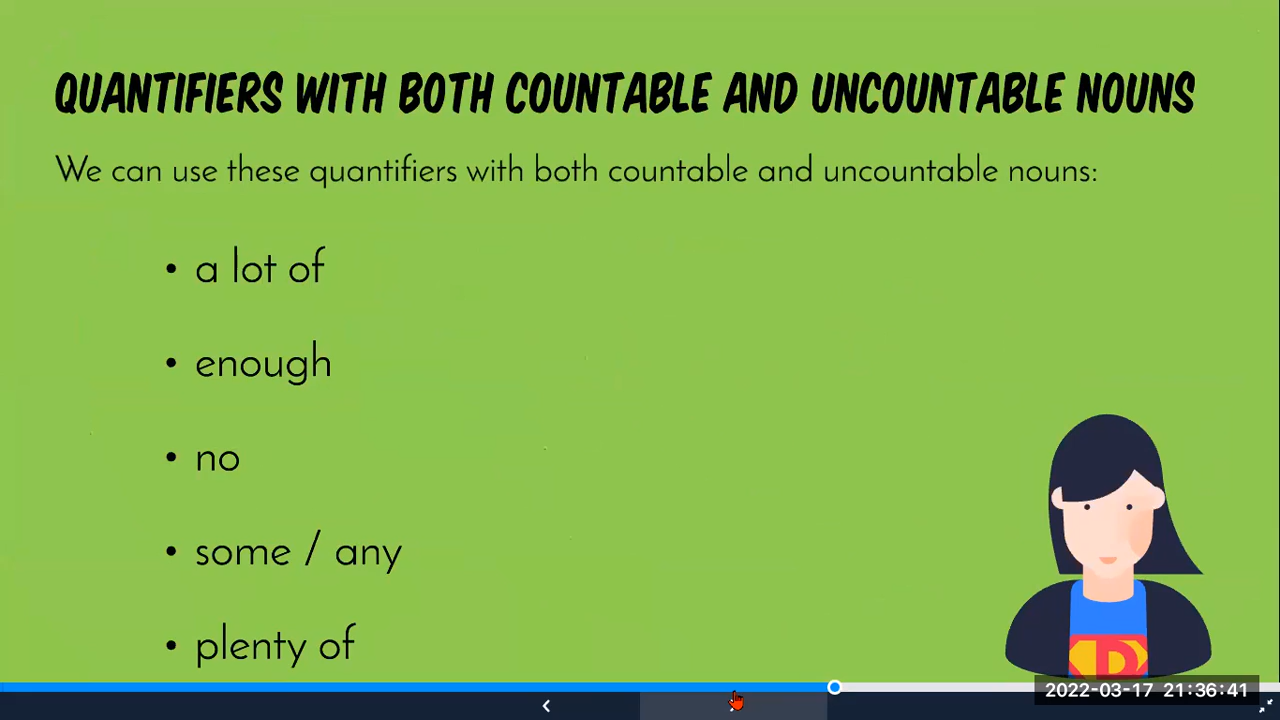 QUANTIFIERS WITH BOTH COUNTABLE AND UNCOUNTABLE NOUNS
We can use these quantifiers with both countable and uncountable nouns:
• a lot of
• enough
• no
• some / any
• plenty of
D
2022-03-17 21:36:41